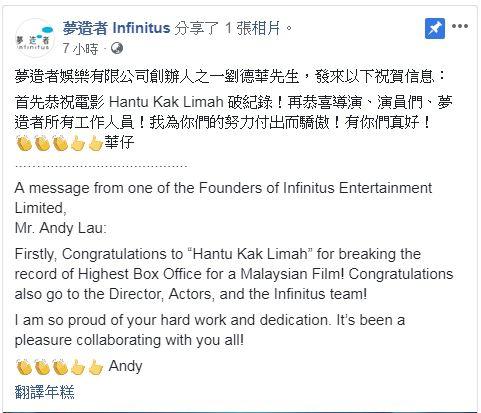 夢造者 Infinitus 分享了 1 張相片。
夢 造 者
infinitus
7 小時 ·
夢造者娛樂有限公司創辦人之一劉德華先生，發來以下祝賀信息：
首先恭祝電影 Hantu Kak Limah 破紀錄！再恭喜導演、演員們、夢
造者所有工作人員！我為你們的努力付出而驕傲！有你們真好！
👏👏👏👍👍華仔
........................................
A message from one of the Founders of Infinitus Entertainment
Limited,
Mr. Andy Lau:
Firstly, Congratulations to “Hantu Kak Limah” for breaking the
record of Highest Box Office for a Malaysian Film! Congratulations
also go to the Director, Actors, and the Infinitus team!
I am so proud of your hard work and dedication. It’s been a
pleasure collaborating with you all!
👏👏👏👍👍 Andy
翻譯年糕